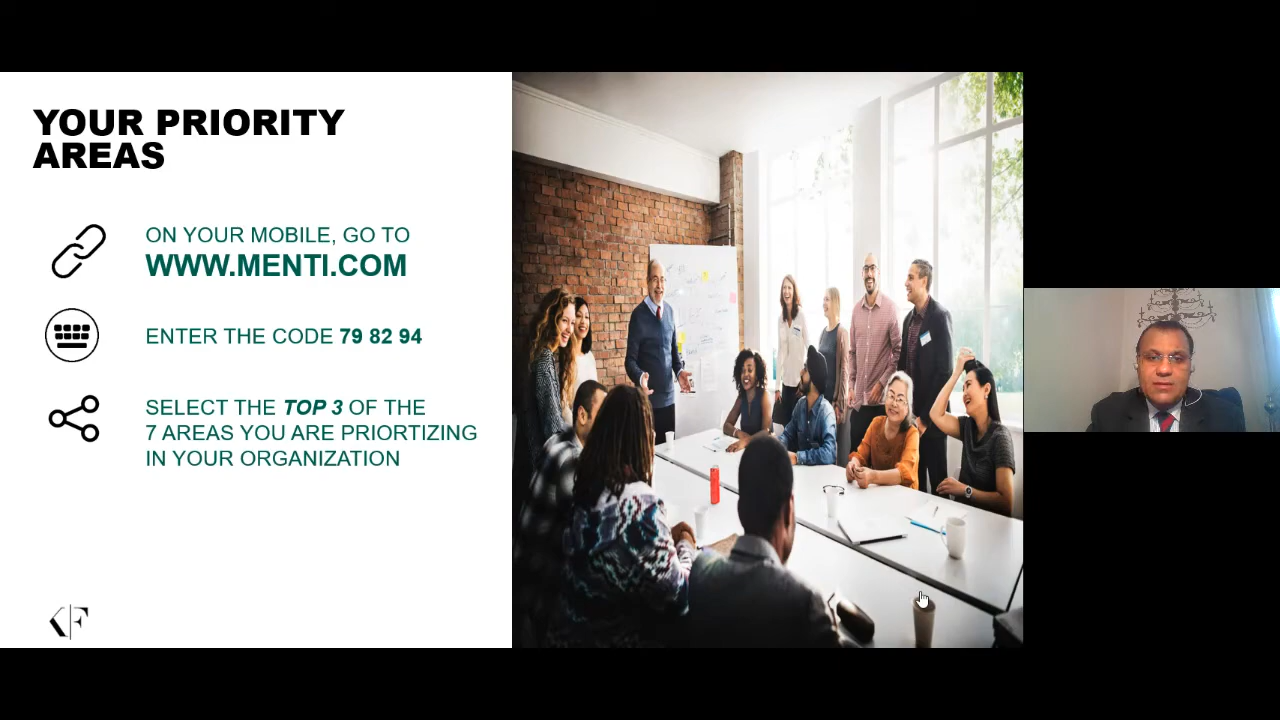 YOUR PRIORITY
AREAS
ON YOUR MOBILE, GO TO
WWW.MENTI.COM
ENTER THE CODE 79 82 94
SELECT THE TOP 3 OF THE
7 AREAS YOU ARE PRIORTIZING
IN YOUR ORGANIZATION
KF